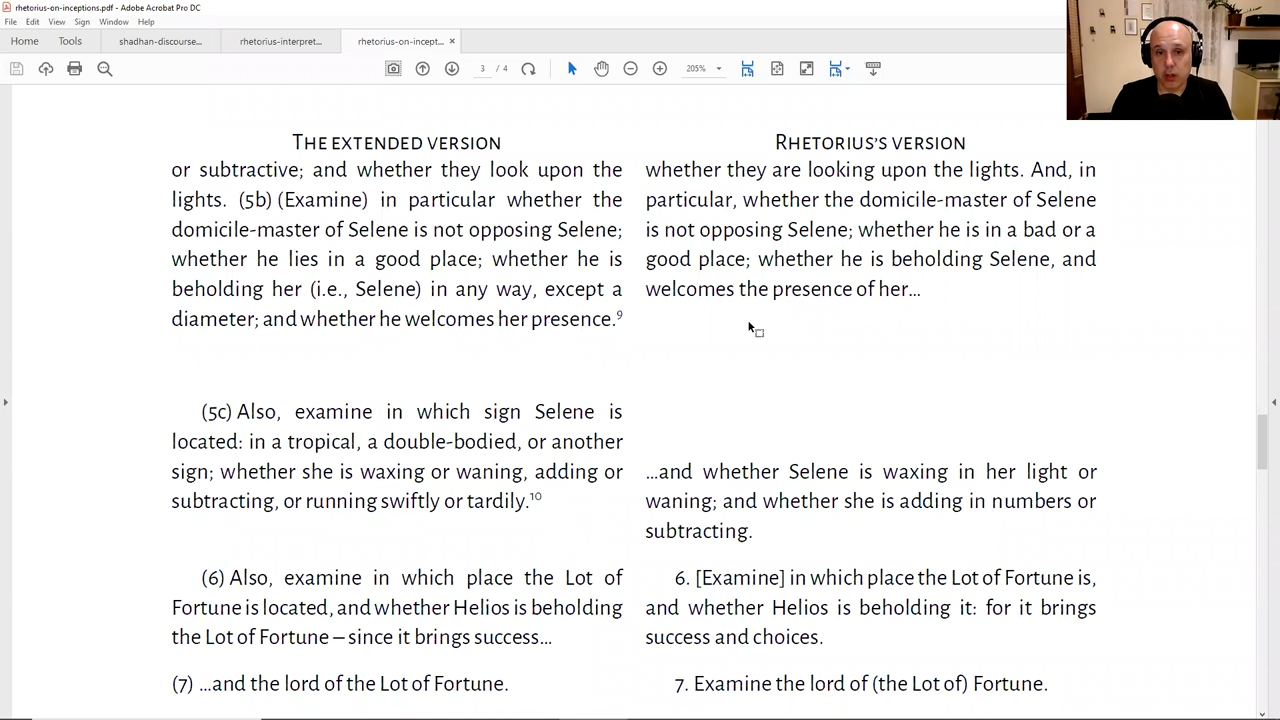 rhetorius-on-inceptions.pdf - Adobe Acrobat Pro DC
File Edit View Sign Window Help
Home Tools shadhan-discourse... rhetorius-interpret... rhetorius-on-incept... ×
3 / 4 205%
THE EXTENDED VERSION
or subtractive; and whether they look upon the
lights. (5b) (Examine) in particular whether the
domicile-master of Selene is not opposing Selene;
whether he lies in a good place; whether he is
beholding her (i.e., Selene) in any way, except a
diameter; and whether he welcomes her presence.⁹
(5c) Also, examine in which sign Selene is
located: in a tropical, a double-bodied, or another
sign; whether she is waxing or waning, adding or
subtracting, or running swiftly or tardily.¹⁰
(6) Also, examine in which place the Lot of
Fortune is located, and whether Helios is beholding
the Lot of Fortune – since it brings success...
(7) ...and the lord of the Lot of Fortune.
RHETORIUS'S VERSION
whether they are looking upon the lights. And, in
particular, whether the domicile-master of Selene
is not opposing Selene; whether he is in a bad or a
good place; whether he is beholding Selene, and
welcomes the presence of her...
...and whether Selene is waxing in her light or
waning; and whether she is adding in numbers or
subtracting.
6. [Examine] in which place the Lot of Fortune is,
and whether Helios is beholding it: for it brings
success and choices.
7. Examine the lord of (the Lot of) Fortune.